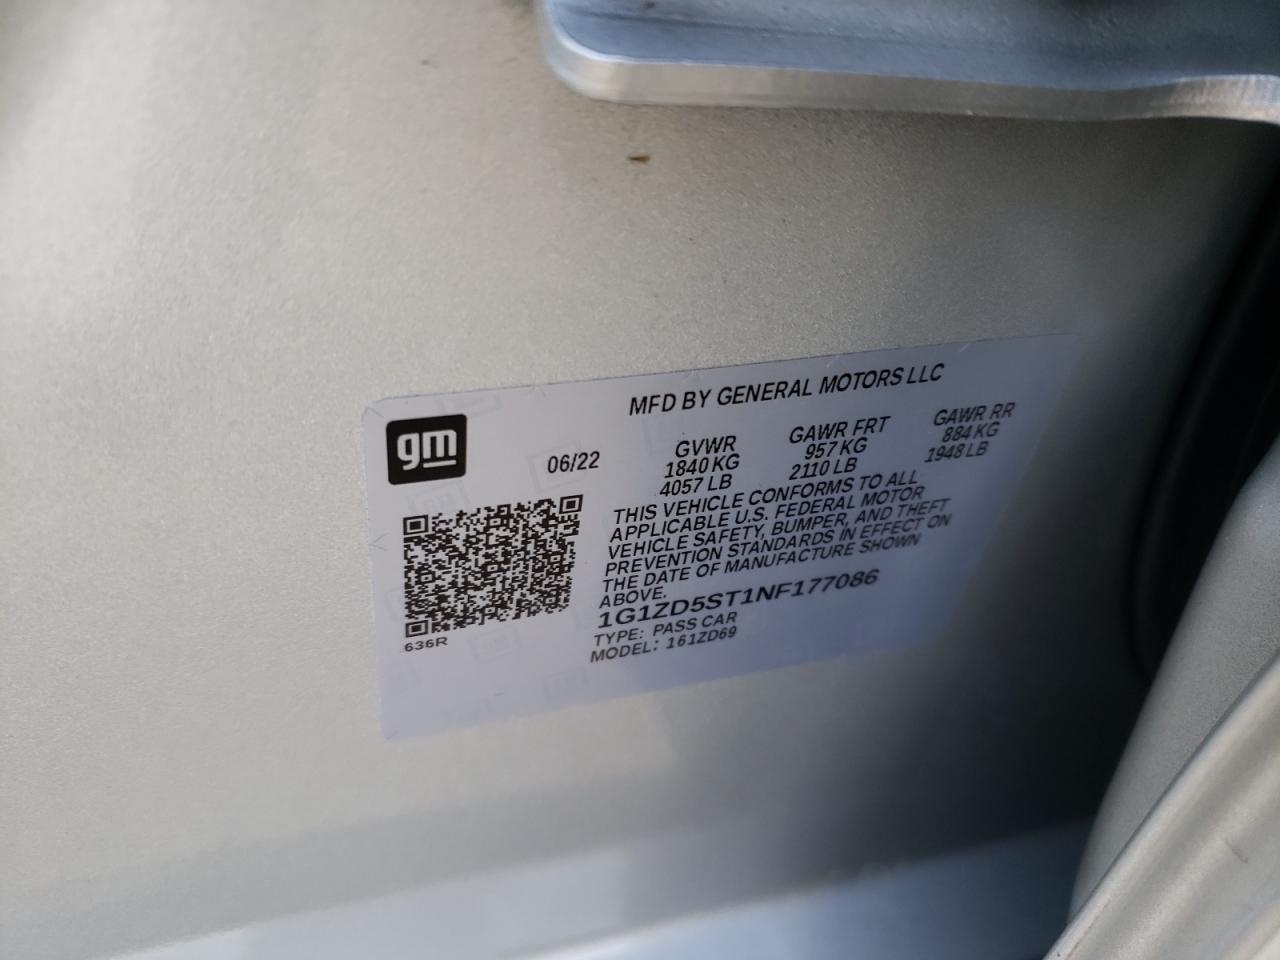 MFD BY GENERAL MOTORS LLC
gm
06/22
GVWR GAWR FRT GAWR RR
1840 KG 957 KG 884 KG
4057 LB 2110 LB 1948 LB
THIS VEHICLE CONFORMS TO ALL
APPLICABLE U.S. FEDERAL MOTOR
VEHICLE SAFETY, BUMPER, AND THEFT
PREVENTION STANDARDS IN EFFECT ON
THE DATE OF MANUFACTURE SHOWN
ABOVE.
1G1ZD5ST1NF177086
TYPE: PASS CAR
MODEL: 161ZD69
636R